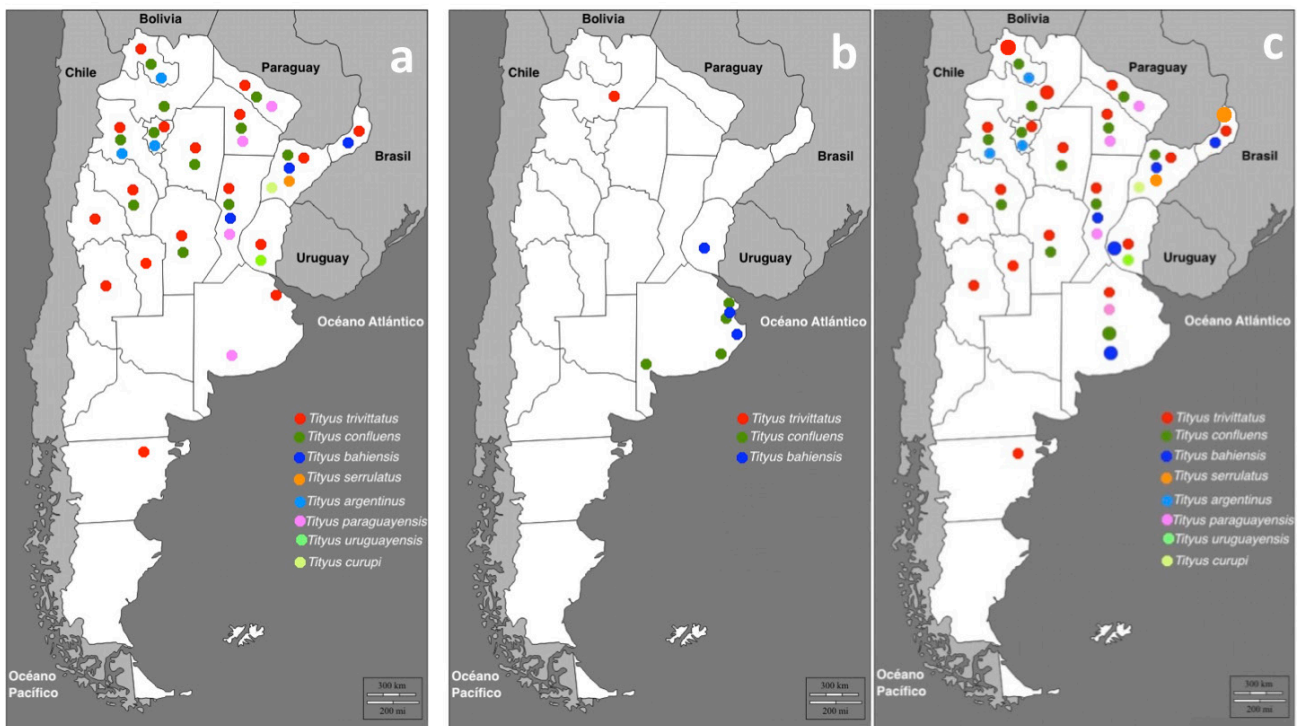 a
Bolivia
Paraguay
Chile
Brasil
Uruguay
Océano Atlántico
Tityus trivittatus
Tityus confluens
Tityus bahiensis
Tityus serrulatus
Tityus argentinus
Tityus paraguayensis
Tityus uruguayensis
Tityus curupi
Océano
Pacífico
300 km
200 mi
b
Bolivia
Paraguay
Chile
Brasil
Uruguay
Océano Atlántico
Tityus trivittatus
Tityus confluens
Tityus bahiensis
Océano
Pacífico
300 km
200 mi
c
Bolivia
Paraguay
Chile
Brasil
Uruguay
Océano Atlántico
Tityus trivittatus
Tityus confluens
Tityus bahiensis
Tityus serrulatus
Tityus argentinus
Tityus paraguayensis
Tityus uruguayensis
Tityus curupi
Océano
Pacífico
300 km
200 mi